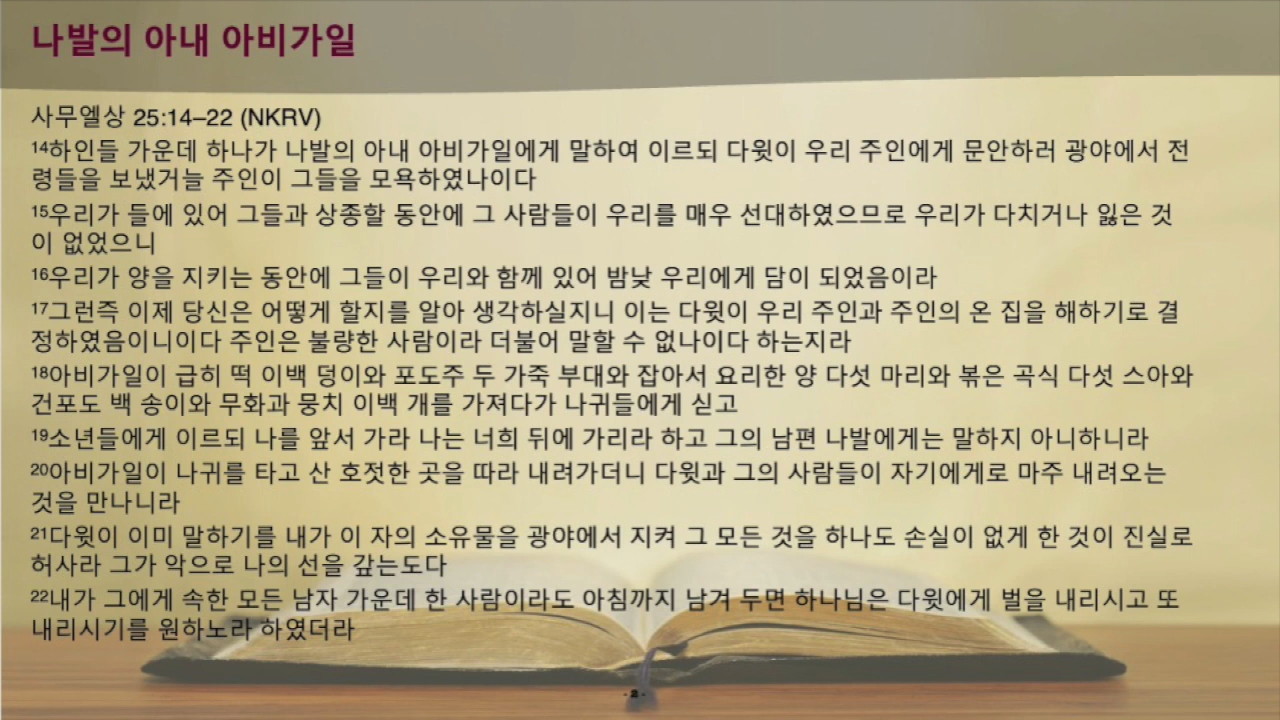 나발의 아내 아비가일
사무엘상 25:14–22 (NKRV)
¹⁴하인들 가운데 하나가 나발의 아내 아비가일에게 말하여 이르되 다윗이 우리 주인에게 문안하러 광야에서 전
령들을 보냈거늘 주인이 그들을 모욕하였나이다
¹⁵우리가 들에 있어 그들과 상종할 동안에 그 사람들이 우리를 매우 선대하였으므로 우리가 다치거나 잃은 것
이 없었으니
¹⁶우리가 양을 지키는 동안에 그들이 우리와 함께 있어 밤낮 우리에게 담이 되었음이라
¹⁷그런즉 이제 당신은 어떻게 할지를 알아 생각하실지니 이는 다윗이 우리 주인과 주인의 온 집을 해하기로 결
정하였음이니이다 주인은 불량한 사람이라 더불어 말할 수 없나이다 하는지라
¹⁸아비가일이 급히 떡 이백 덩이와 포도주 두 가죽 부대와 잡아서 요리한 양 다섯 마리와 볶은 곡식 다섯 스아와
건포도 백 송이와 무화과 뭉치 이백 개를 가져다가 나귀들에게 싣고
¹⁹소년들에게 이르되 나를 앞서 가라 나는 너희 뒤에 가리라 하고 그의 남편 나발에게는 말하지 아니하니라
²⁰아비가일이 나귀를 타고 산 호젓한 곳을 따라 내려가더니 다윗과 그의 사람들이 자기에게로 마주 내려오는
것을 만나니라
²¹다윗이 이미 말하기를 내가 이 자의 소유물을 광야에서 지켜 그 모든 것을 하나도 손실이 없게 한 것이 진실로
허사라 그가 악으로 나의 선을 갚는도다
²²내가 그에게 속한 모든 남자 가운데 한 사람이라도 아침까지 남겨 두면 하나님은 다윗에게 벌을 내리시고 또
내리시기를 원하노라 하였더라
- 2 -